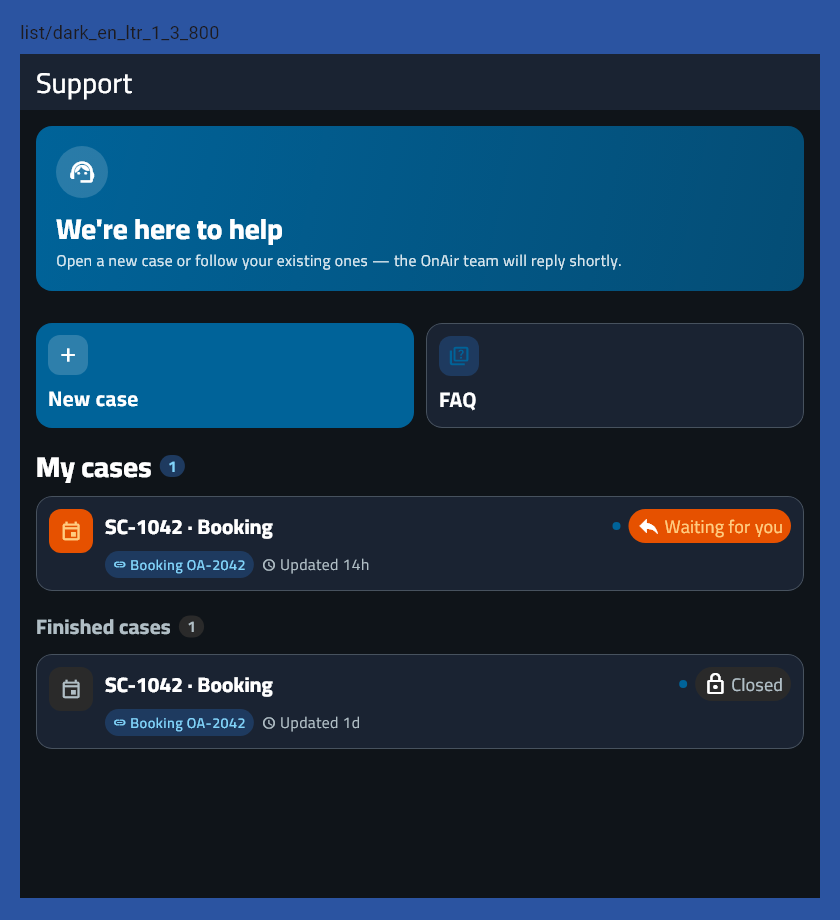 list/dark_en_ltr_1_3_800
Support
We're here to help
Open a new case or follow your existing ones — the OnAir team will reply shortly.
New case
FAQ
My cases 1
SC-1042 · Booking
Waiting for you
Booking OA-2042
Updated 14h
Finished cases 1
SC-1042 · Booking
Closed
Booking OA-2042
Updated 1d